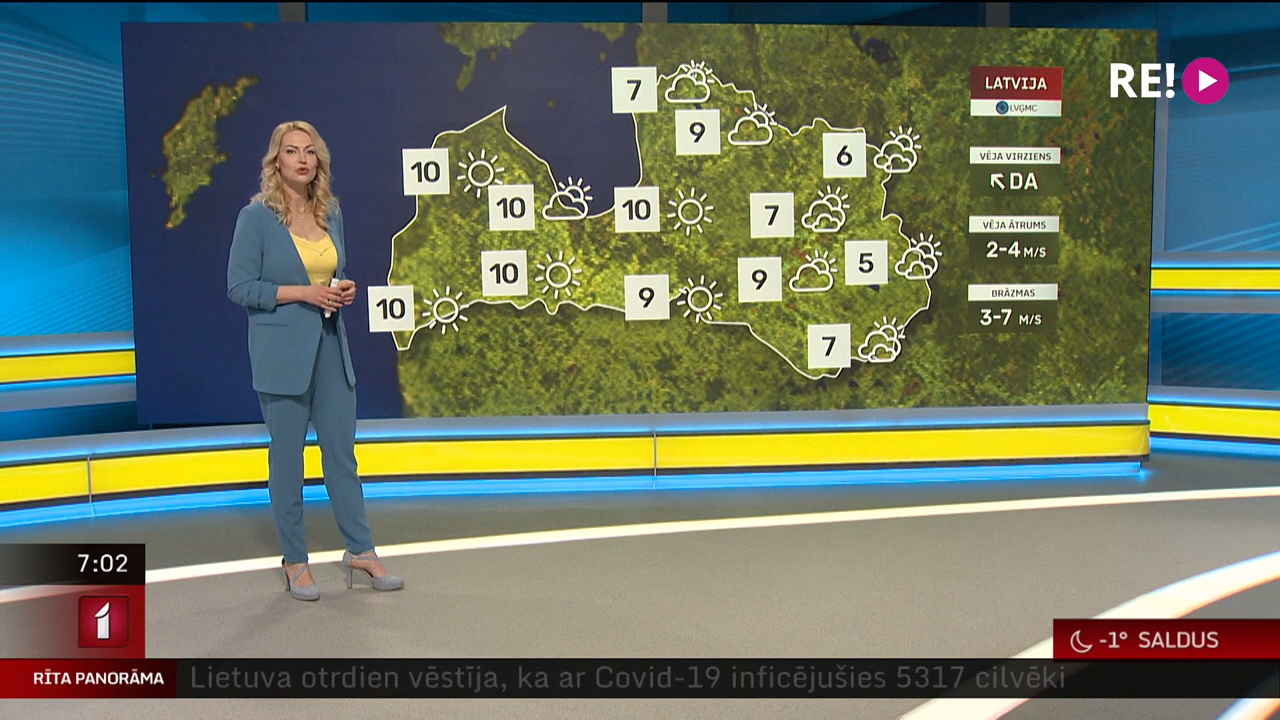 RE!
LATVIJA
LVĢMC
VĒJA VIRZIENS
DA
VĒJA ĀTRUMS
2-4 M/S
BRĀZMAS
3-7 M/S
7
9
6
10
10
10
7
10
9
9
5
10
7
7:02
1
-1° SALDUS
RĪTA PANORĀMA
Lietuva otrdien vēstīja, ka ar Covid-19 inficējušies 5317 cilvēki